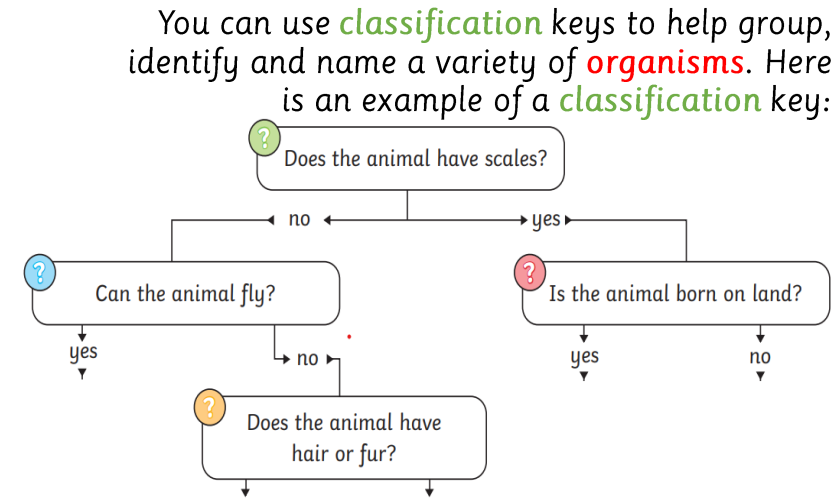 You can use classification keys to help group,
identify and name a variety of organisms. Here
is an example of a classification key:
?
Does the animal have scales?
no
yes
?
Can the animal fly?
?
Is the animal born on land?
yes
no
yes
no
?
Does the animal have
hair or fur?